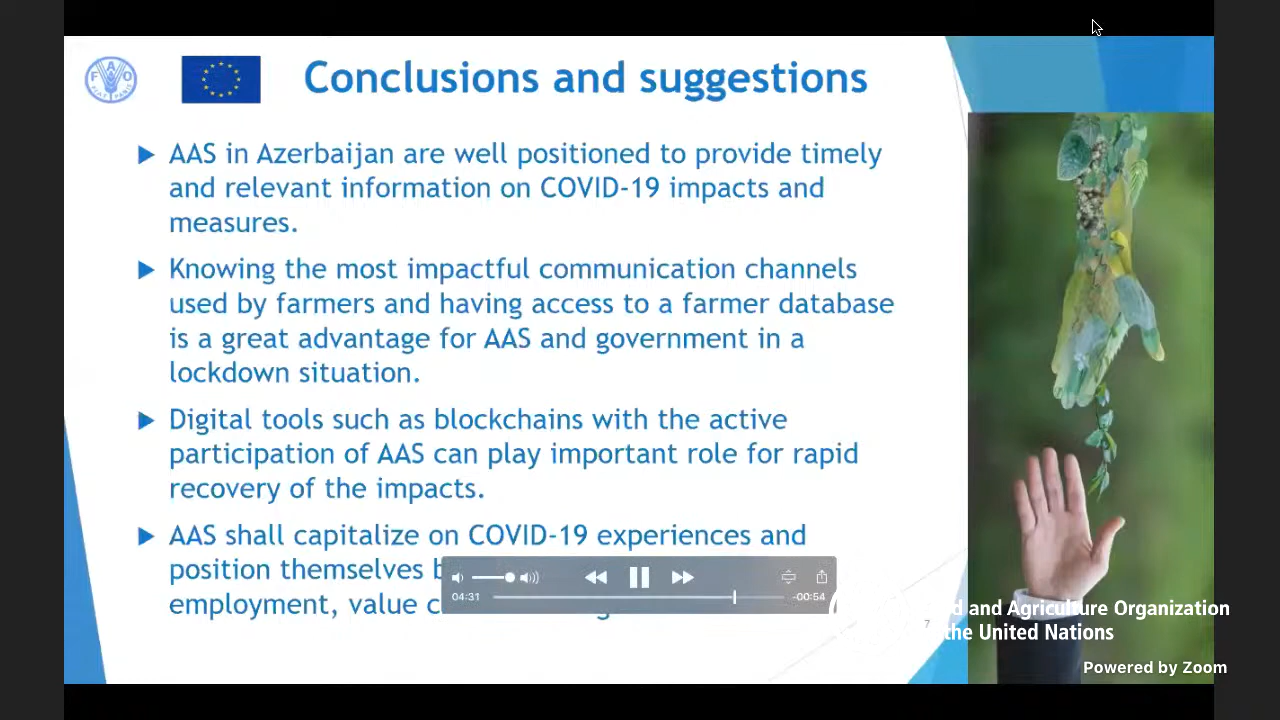 Conclusions and suggestions
AAS in Azerbaijan are well positioned to provide timely
and relevant information on COVID-19 impacts and
measures.
Knowing the most impactful communication channels
used by farmers and having access to a farmer database
is a great advantage for AAS and government in a
lockdown situation.
Digital tools such as blockchains with the active
participation of AAS can play important role for rapid
recovery of the impacts.
AAS shall capitalize on COVID-19 experiences and
position themselves
employment, value
04:31
-00:54
7
and Agriculture Organization
the United Nations
Powered by Zoom